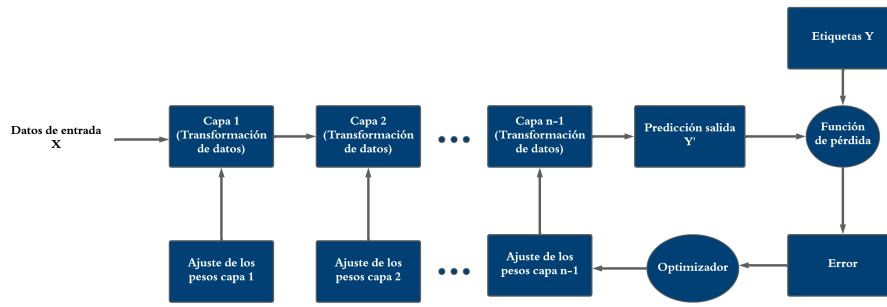 Etiquetas Y
Datos de entrada
X
Capa 1
(Transformación
de datos)
Capa 2
(Transformación
de datos)
Capa n-1
(Transformación
de datos)
Predicción salida
Y'
Función
de pérdida
Ajuste de los
pesos capa 1
Ajuste de los
pesos capa 2
Ajuste de los
pesos capa n-1
Optimizador
Error